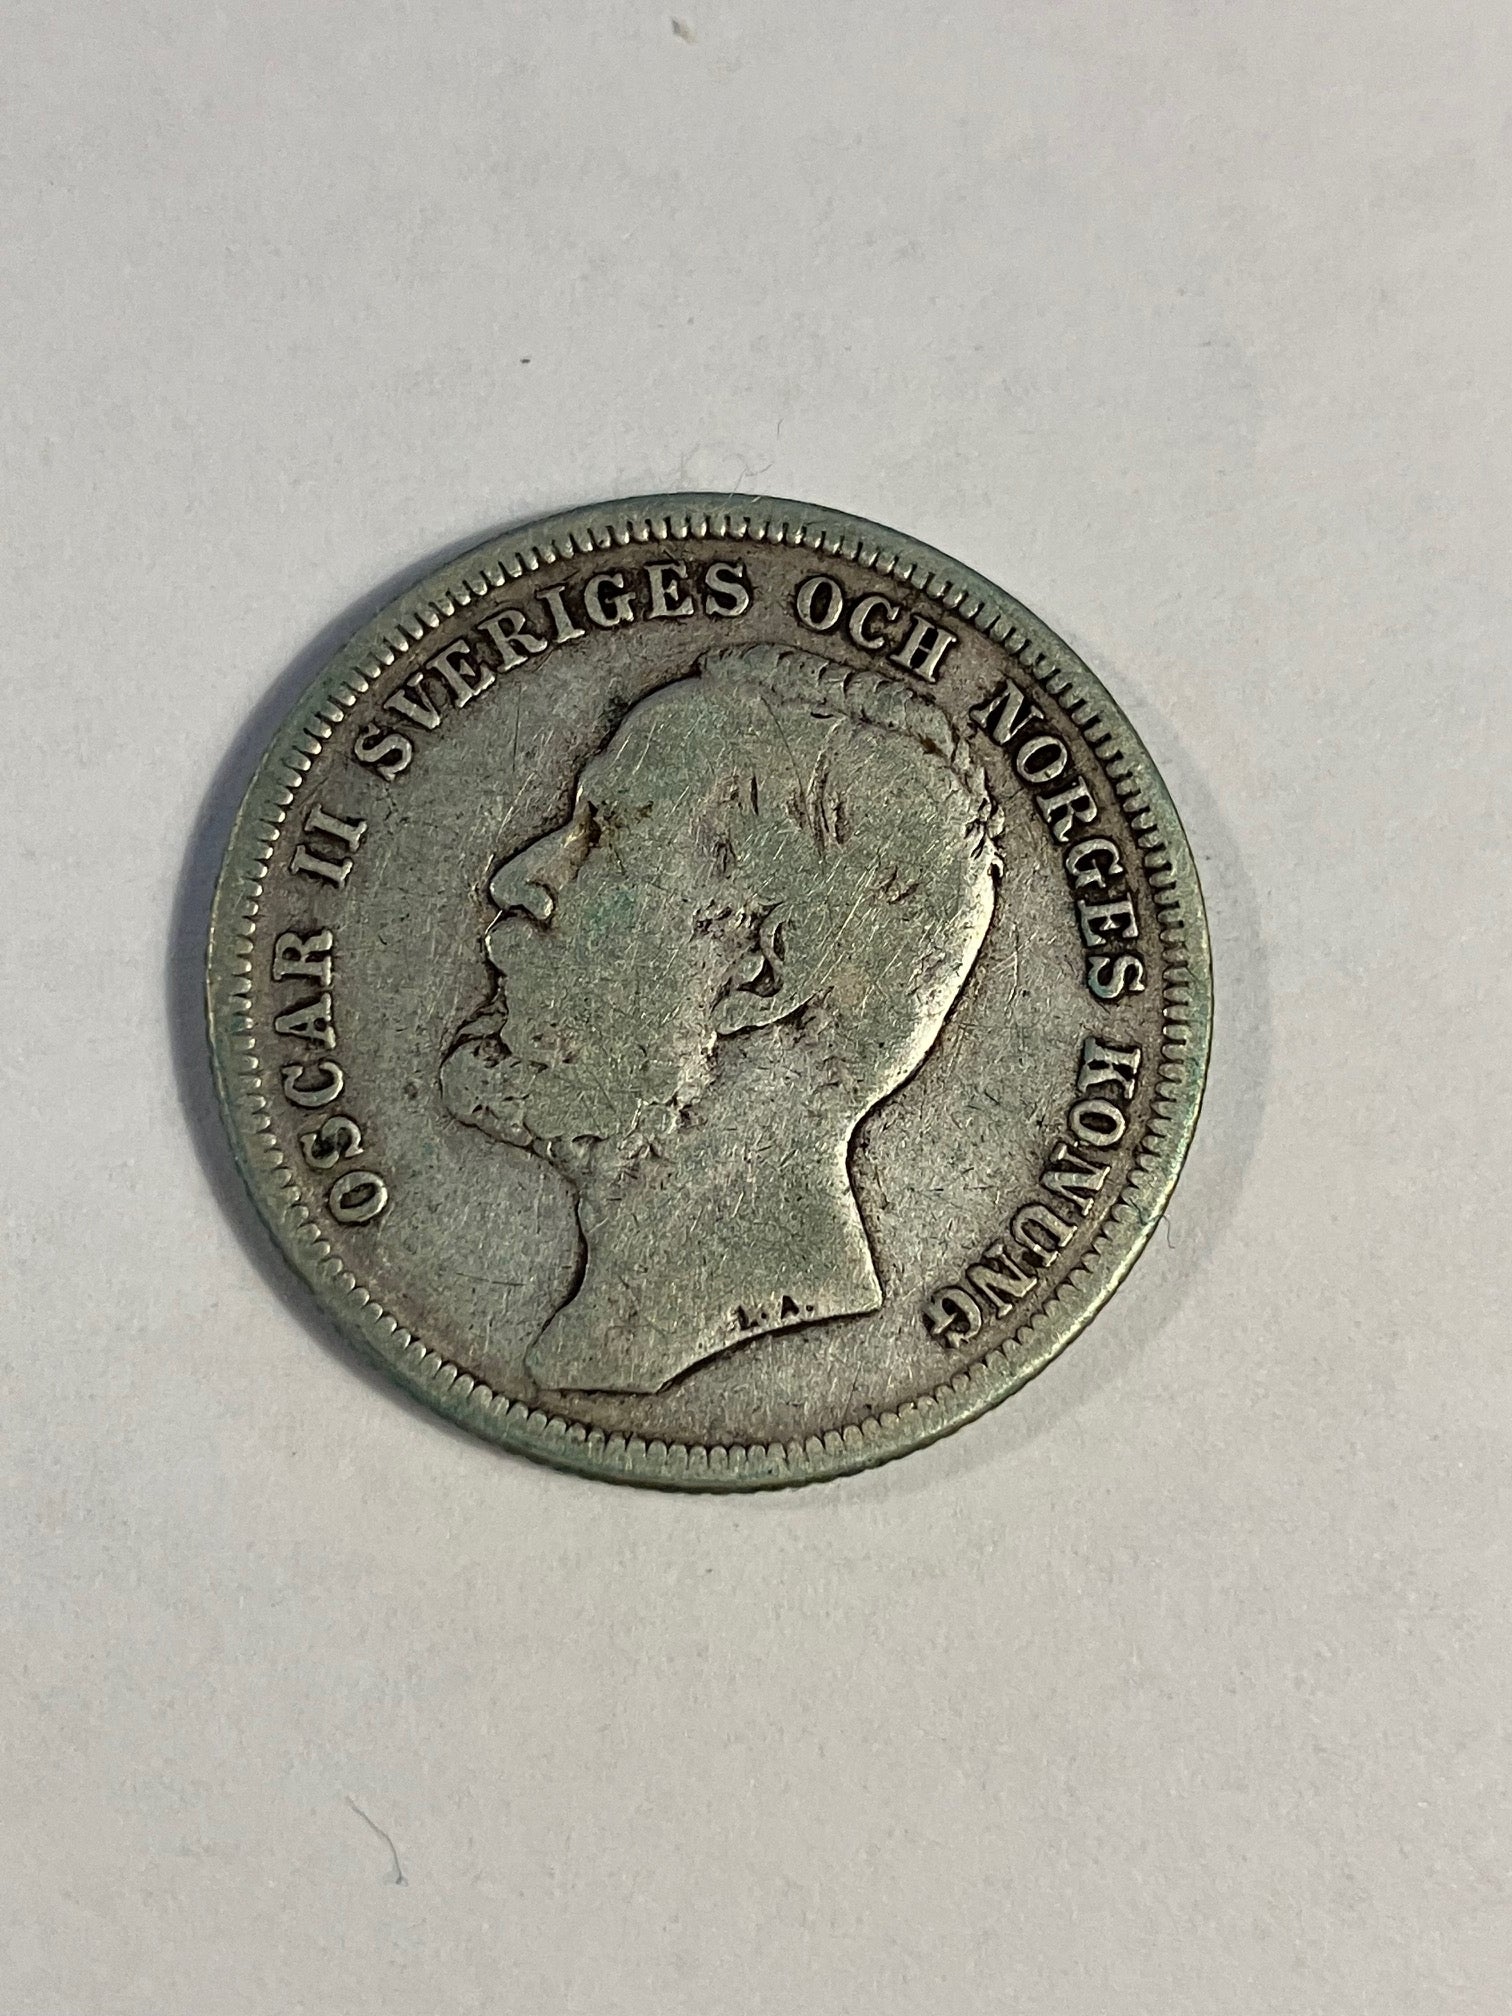 OSCAR II SVERIGES OCH NORGES KONUNG
L. A.